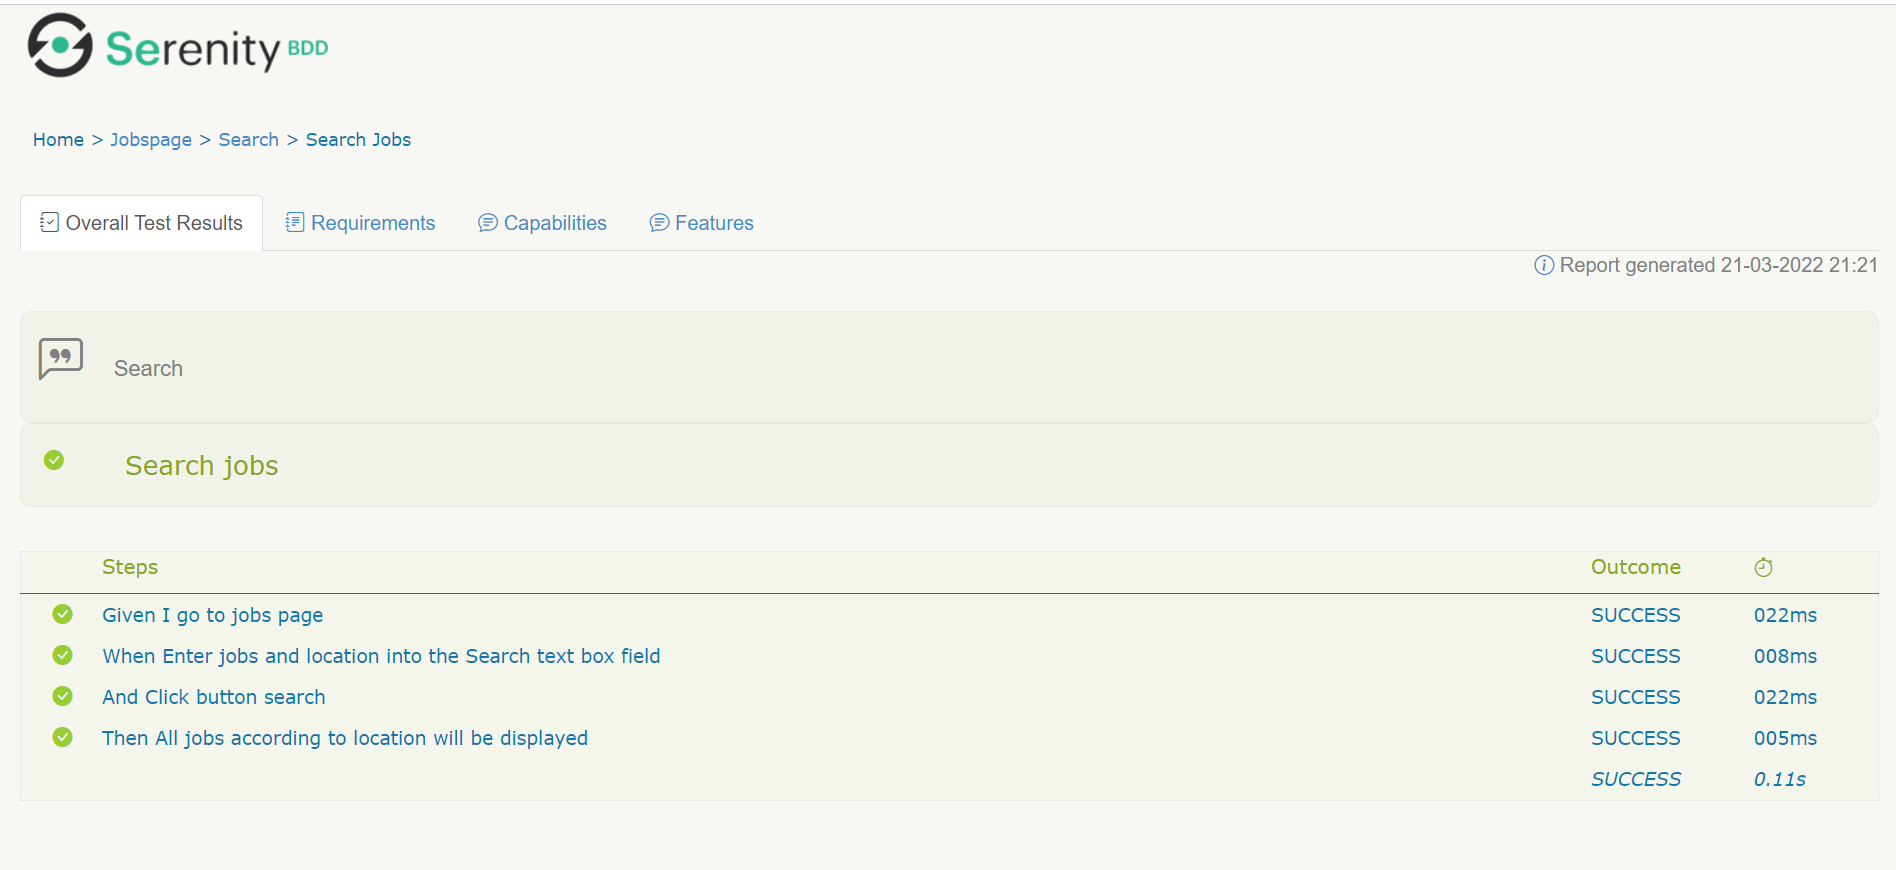 Serenity BDD
Home > Jobspage > Search > Search Jobs
Overall Test Results Requirements Capabilities Features
Report generated 21-03-2022 21:21
Search
Search jobs
Steps Outcome
Given I go to jobs page SUCCESS 022ms
When Enter jobs and location into the Search text box field SUCCESS 008ms
And Click button search SUCCESS 022ms
Then All jobs according to location will be displayed SUCCESS 005ms
SUCCESS 0.11s